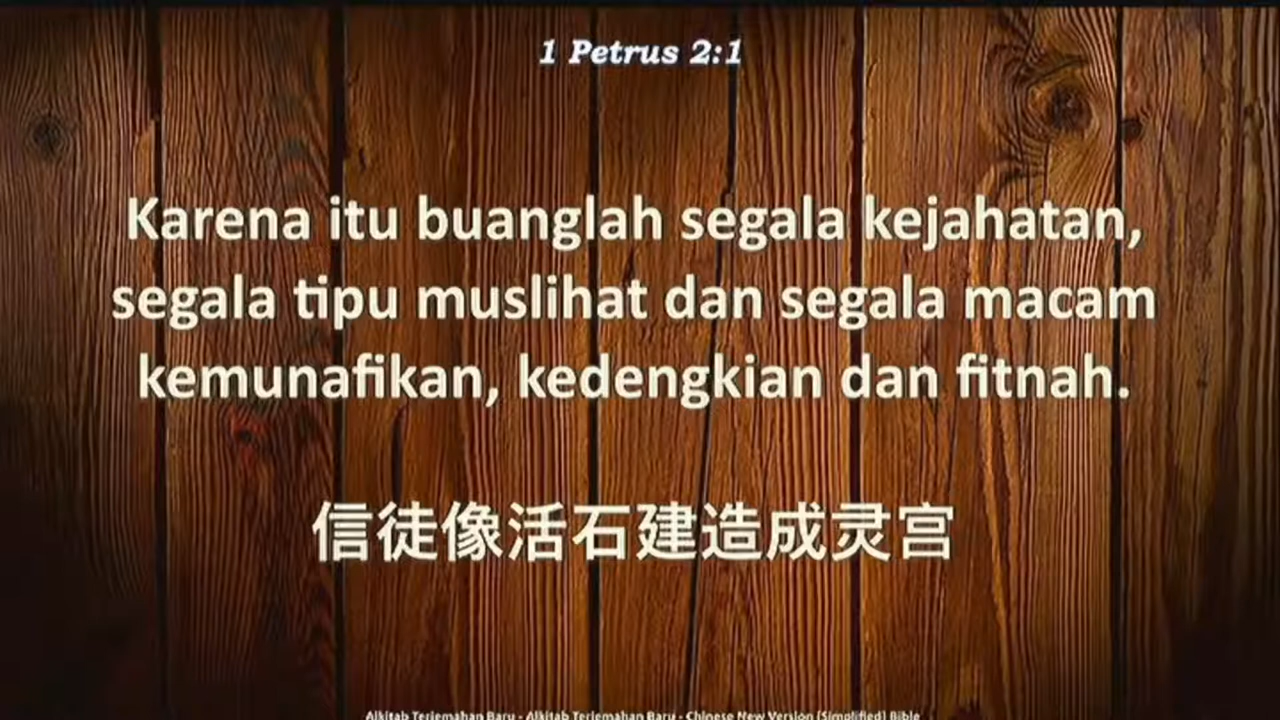 1 Petrus 2:1
Karena itu buanglah segala kejahatan,
segala tipu muslihat dan segala macam
kemunafikan, kedengkian dan fitnah.
信徒像活石建造成灵宫
Alkitab Terjemahan Baru - Alkitab Terjemahan Baru - Chinese New Version (Simplified) Bible